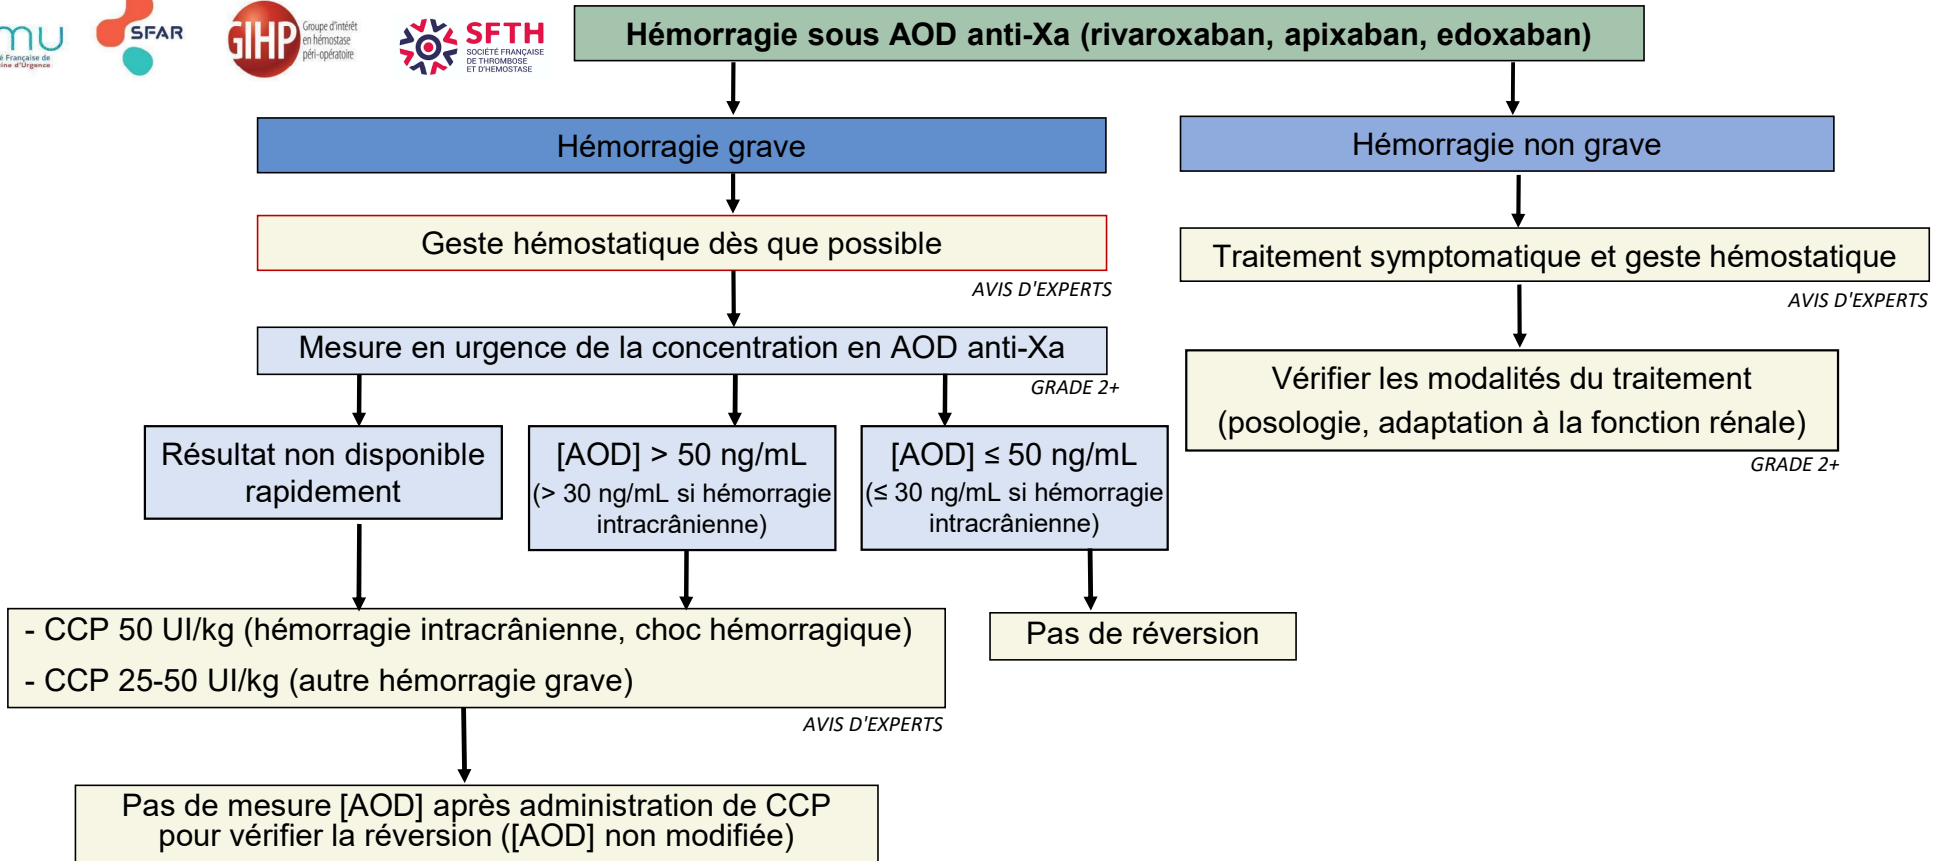 mu
é Française de
ine d'Urgence
SFAR
GIHP
Groupe d'intérêt
en hémostase
péri-opératoire
SFTH
SOCIÉTÉ FRANÇAISE
DE THROMBOSE
ET D'HEMOSTASE
Hémorragie sous AOD anti-Xa (rivaroxaban, apixaban, edoxaban)
Hémorragie grave
Hémorragie non grave
Geste hémostatique dès que possible
AVIS D'EXPERTS
Traitement symptomatique et geste hémostatique
AVIS D'EXPERTS
Mesure en urgence de la concentration en AOD anti-Xa
GRADE 2+
Vérifier les modalités du traitement
(posologie, adaptation à la fonction rénale)
GRADE 2+
Résultat non disponible
rapidement
[AOD] > 50 ng/mL
(> 30 ng/mL si hémorragie
intracrânienne)
[AOD] ≤ 50 ng/mL
(≤ 30 ng/mL si hémorragie
intracrânienne)
- CCP 50 UI/kg (hémorragie intracrânienne, choc hémorragique)
- CCP 25-50 UI/kg (autre hémorragie grave)
AVIS D'EXPERTS
Pas de réversion
Pas de mesure [AOD] après administration de CCP
pour vérifier la réversion ([AOD] non modifiée)